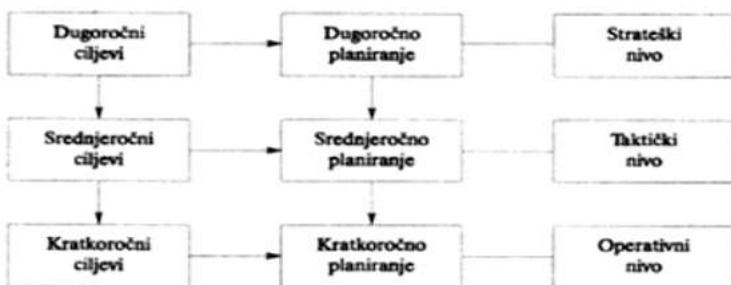 Dugoročni
ciljevi
Dugoročno
planiranje
Strateški
nivo
Srednjeročni
ciljevi
Srednjeročno
planiranje
Taktički
nivo
Kratkoročni
ciljevi
Kratkoročno
planiranje
Operativni
nivo